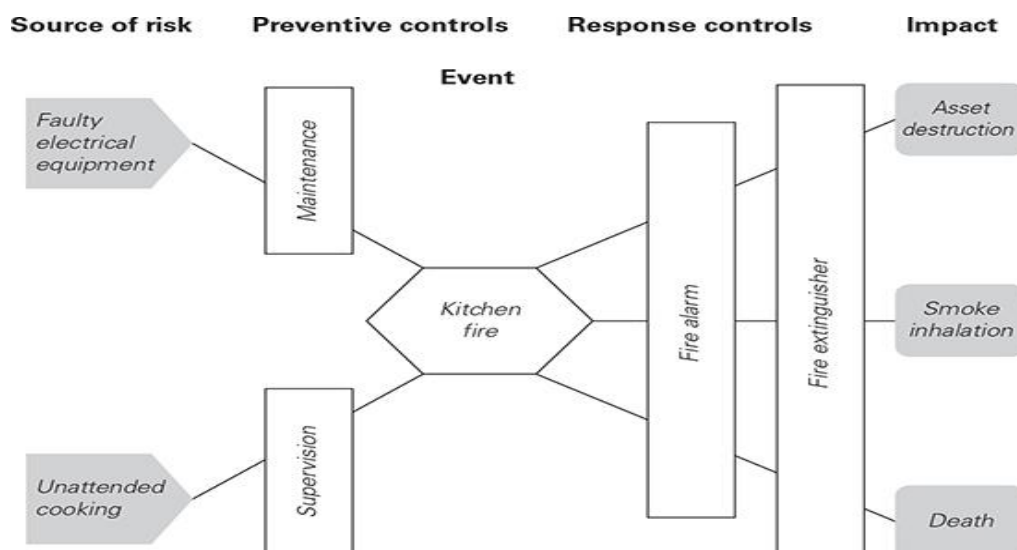 Source of risk
Preventive controls
Response controls
Impact
Event
Faulty
electrical
equipment
Maintenance
Asset
destruction
Kitchen
fire
Fire alarm
Fire extinguisher
Smoke
inhalation
Unattended
cooking
Supervision
Death